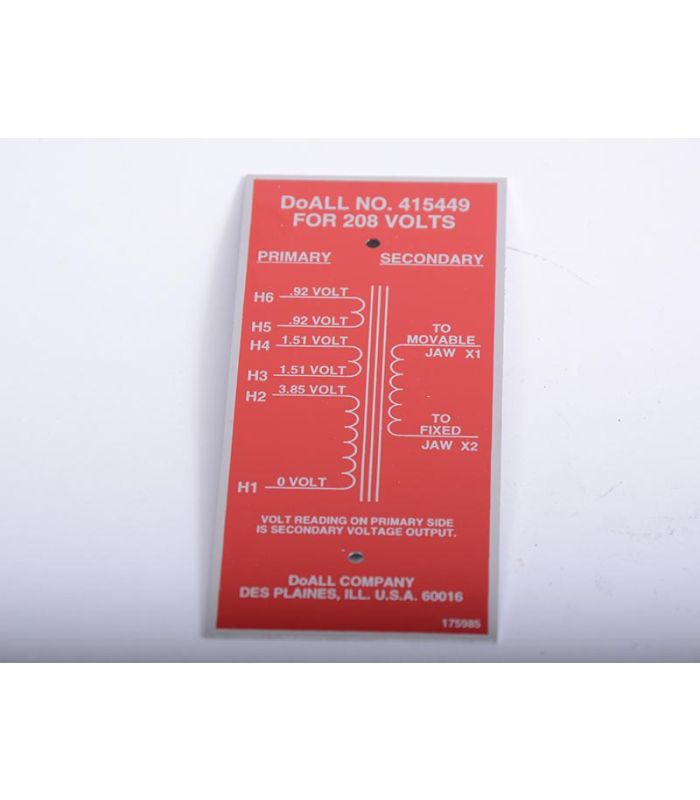 DoALL NO. 415449
FOR 208 VOLTS
PRIMARY SECONDARY
H6 .92 VOLT
H5 .92 VOLT
H4 1.51 VOLT
H3 1.51 VOLT
H2 3.85 VOLT
H1 0 VOLT
TO
MOVABLE
JAW X1
TO
FIXED
JAW X2
VOLT READING ON PRIMARY SIDE
IS SECONDARY VOLTAGE OUTPUT.
DoALL COMPANY
DES PLAINES, ILL. U.S.A. 60016
175985